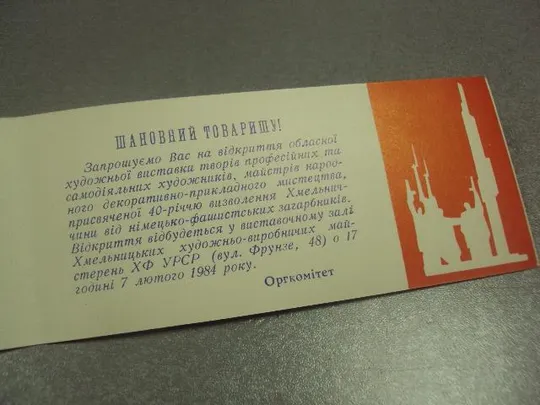 ШАНОВНИЙ ТОВАРИШУ!
Запрошуємо Вас на відкриття обласної
художньої виставки творів професійних та
самодіяльних художників, майстрів народ-
ного декоративно-прикладного мистецтва,
присвяченої 40-річчю визволення Хмельнич-
чини від німецько-фашистських загарбників.
Відкриття відбудеться у виставочному залі
Хмельницьких художньо-виробничих май-
стерень ХФ УРСР (вул. Фрунзе, 48) о 17
годині 7 лютого 1984 року.
Оргкомітет